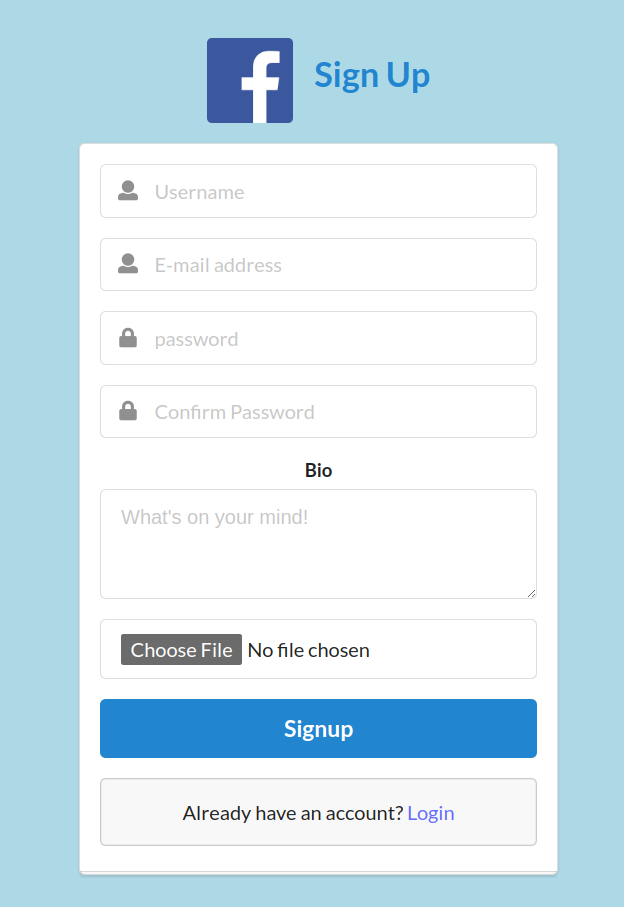 Sign Up
Username
E-mail address
password
Confirm Password
Bio
What's on your mind!
Choose File No file chosen
Signup
Already have an account? Login